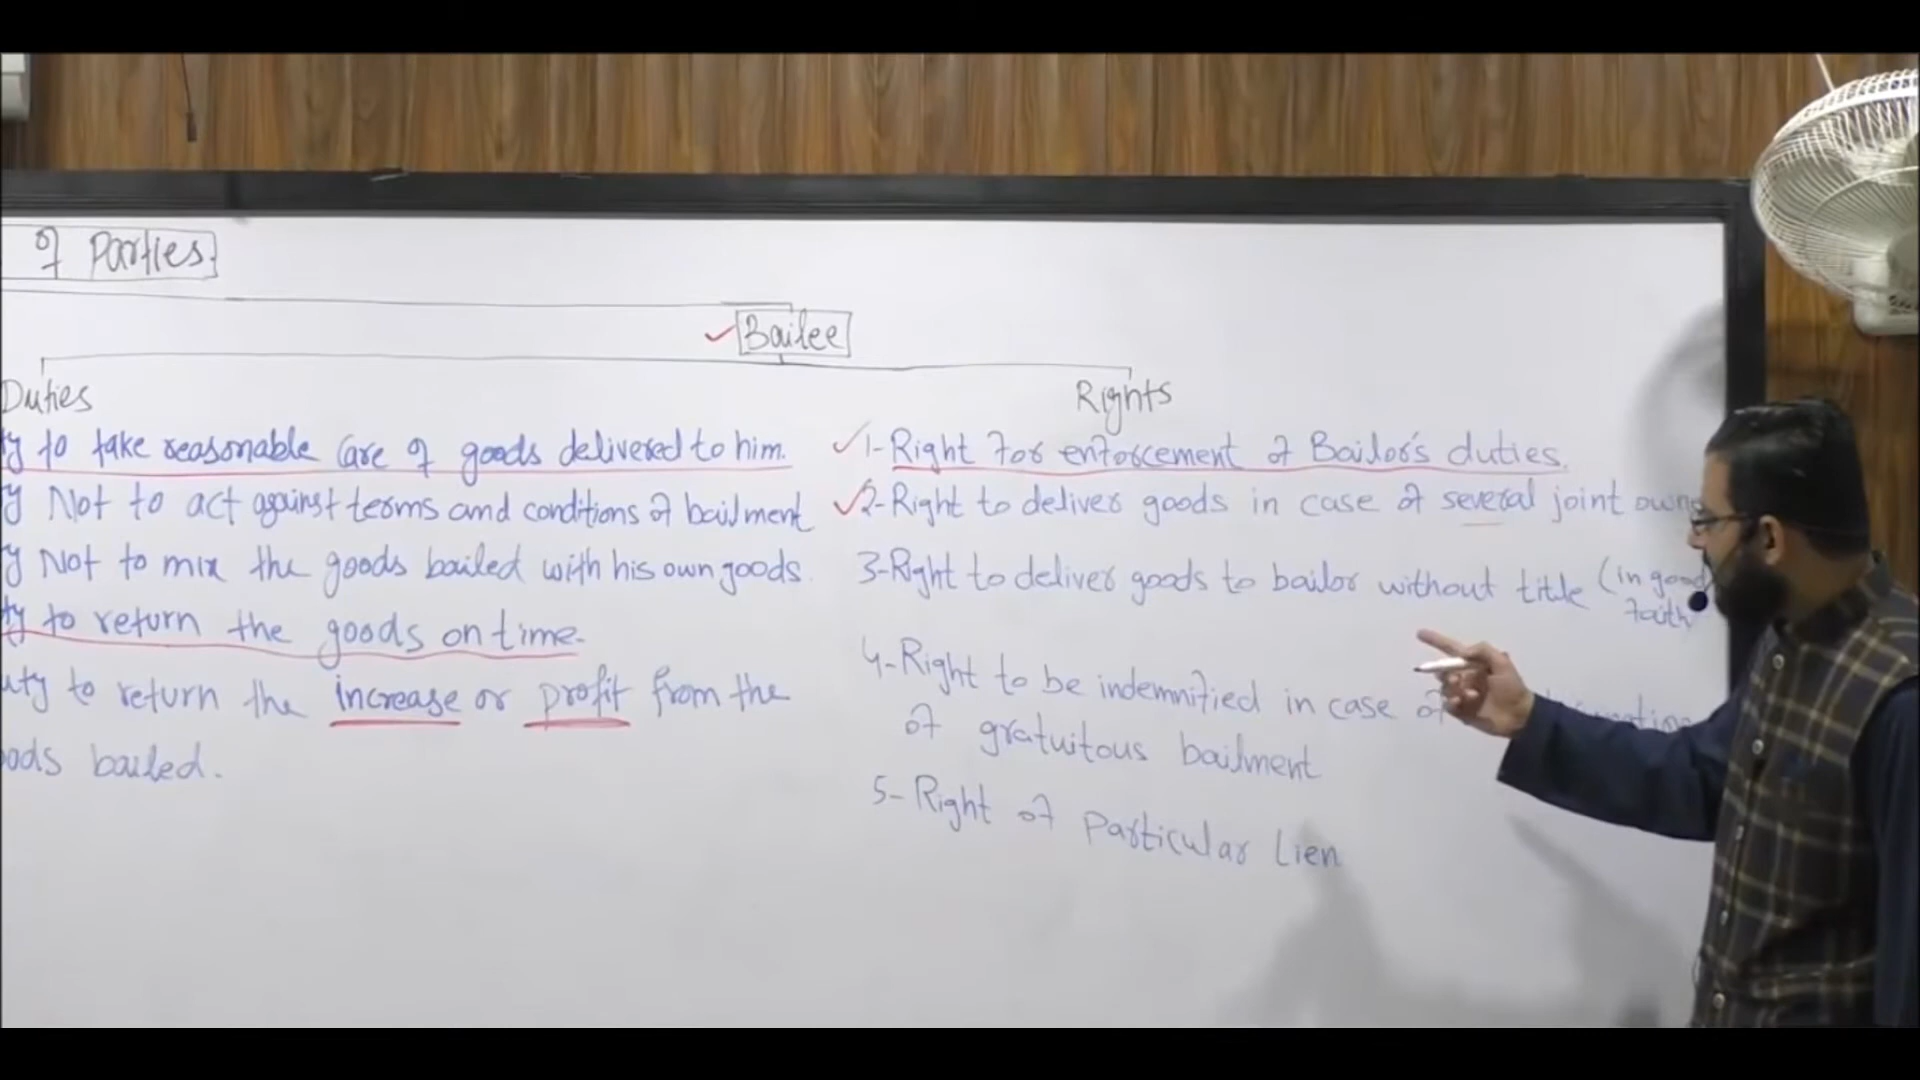 of Parties
Bailee
Duties
to take reasonable Care of goods delivered to him.
Not to act against terms and conditions of bailment
Not to mix the goods bailed with his own goods.
to return the goods on time.
to return the increase or profit from the
bailed.
Rights
1-Right for enforcement of Bailor's duties.
2-Right to deliver goods in case of several joint
3-Right to deliver goods to bailor without title (in good
faith
4-Right to be indemnified in case of
of gratuitous bailment
5-Right of Particular Lien